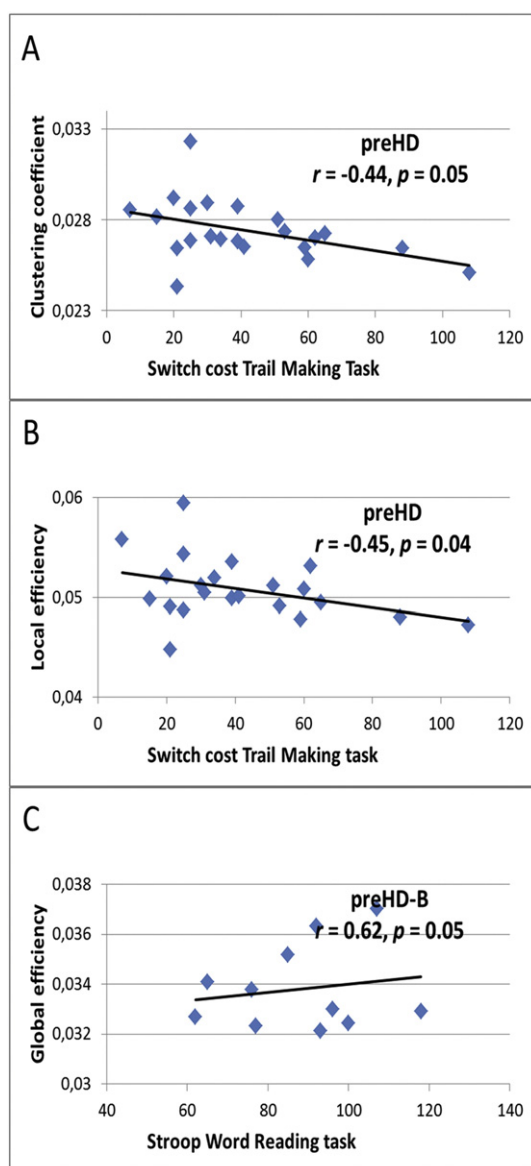 A
0,033
preHD
r = -0.44, p = 0.05
0,028
0,023
Clustering coefficient
0 20 40 60 80 100 120
Switch cost Trail Making Task
B
0,06
preHD
r = -0.45, p = 0.04
0,05
0,04
Local efficiency
0 20 40 60 80 100 120
Switch cost Trail Making task
C
0,038
preHD-B
0,036
r = 0.62, p = 0.05
0,034
0,032
0,03
Global efficiency
40 60 80 100 120 140
Stroop Word Reading task